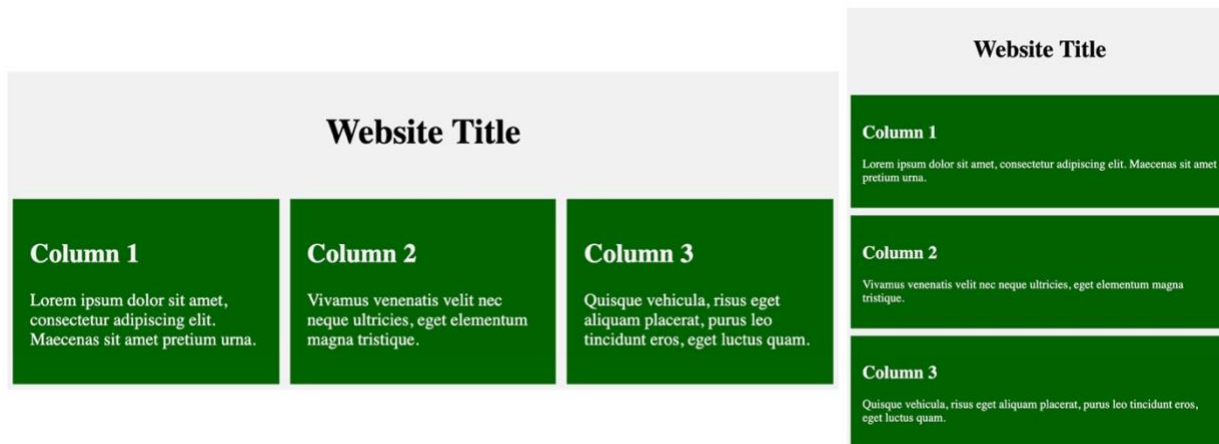 Website Title
Column 1
Lorem ipsum dolor sit amet,
consectetur adipiscing elit.
Maecenas sit amet pretium urna.
Column 2
Vivamus venenatis velit nec
neque ultricies, eget elementum
magna tristique.
Column 3
Quisque vehicula, risus eget
aliquam placerat, purus leo
tincidunt eros, eget luctus quam.
Website Title
Column 1
Lorem ipsum dolor sit amet, consectetur adipiscing elit. Maecenas sit amet
pretium urna.
Column 2
Vivamus venenatis velit nec neque ultricies, eget elementum magna
tristique.
Column 3
Quisque vehicula, risus eget aliquam placerat, purus leo tincidunt eros,
eget luctus quam.